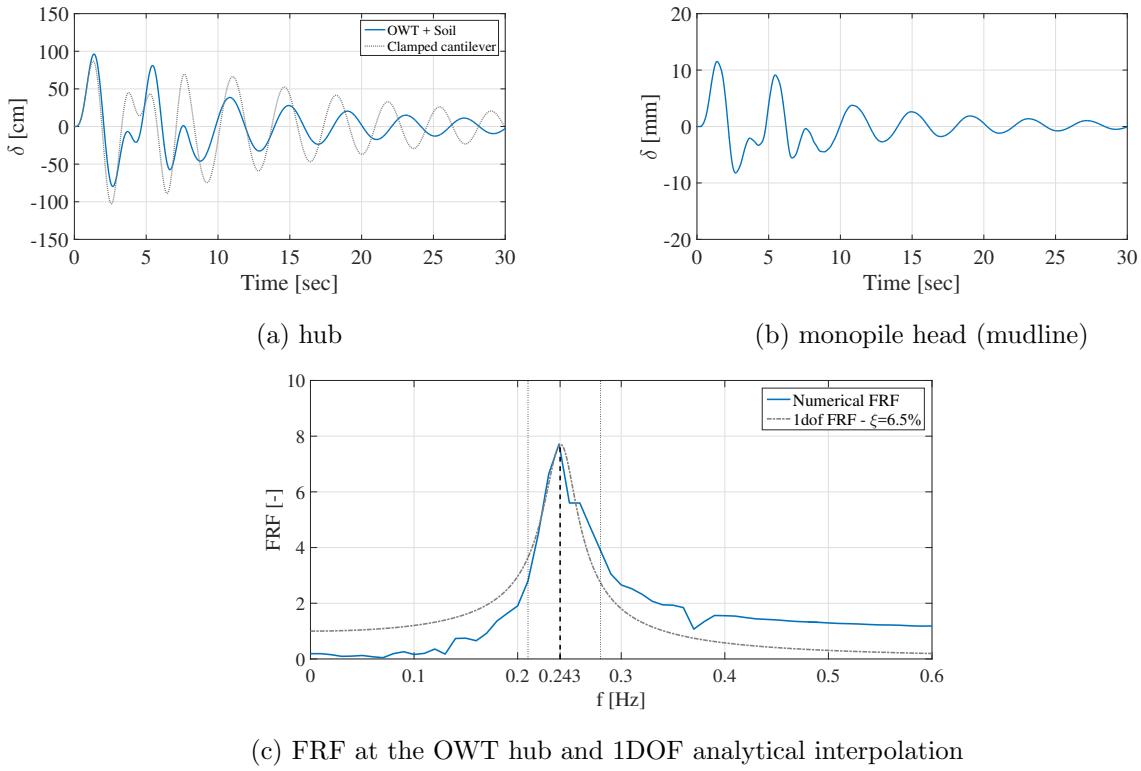 150
100
50
0
-50
-100
-150
δ [cm]
0 5 10 15 20 25 30
Time [sec]
OWT + Soil
Clamped cantilever
(a) hub
20
10
0
-10
-20
δ [mm]
0 5 10 15 20 25 30
Time [sec]
(b) monopile head (mudline)
10
8
6
4
2
0
FRF [-]
0 0.1 0.2 0.243 0.3 0.4 0.5 0.6
f [Hz]
Numerical FRF
1dof FRF - ξ=6.5%
(c) FRF at the OWT hub and 1DOF analytical interpolation